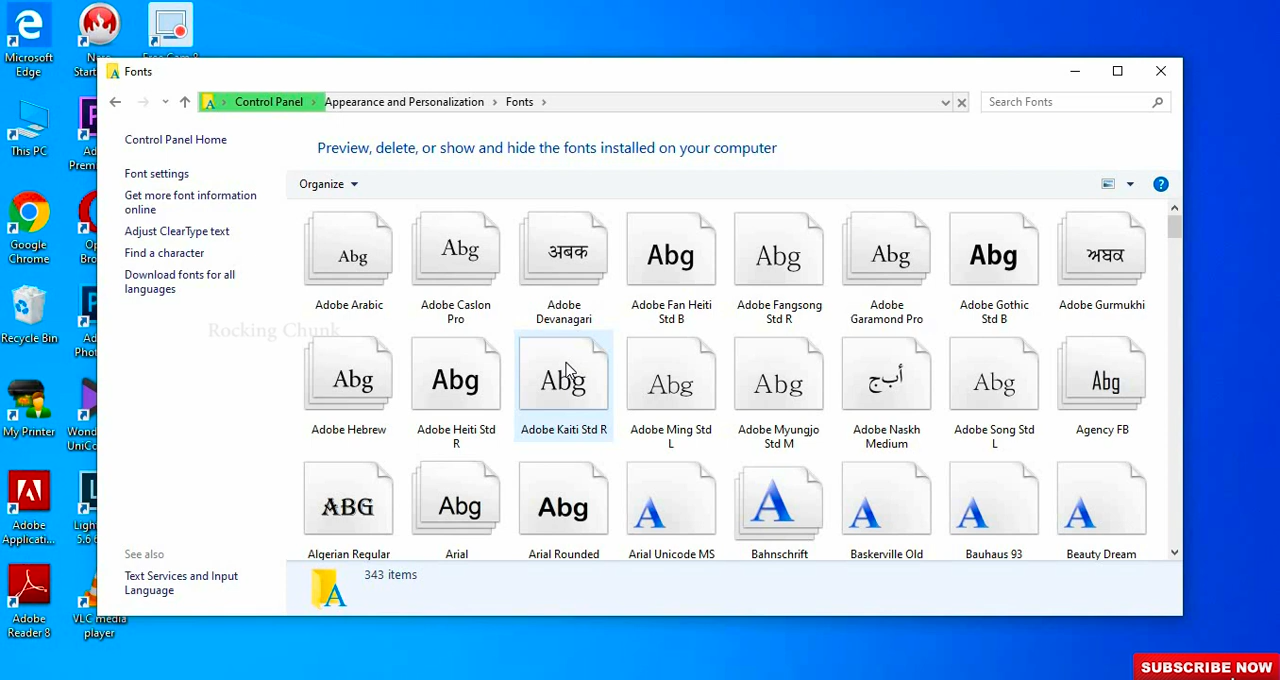 Microsoft
Edge
This PC
Google
Chrome
Recycle Bin
My Printer
Adobe
Applicati...
Adobe
Reader 8
VLC media
player
Fonts
Control Panel
Appearance and Personalization
Fonts
Search Fonts
Control Panel Home
Font settings
Get more font information
online
Adjust ClearType text
Find a character
Download fonts for all
languages
Rocking Chunk
See also
Text Services and Input
Language
Preview, delete, or show and hide the fonts installed on your computer
Organize
Abg
Abg
अबक
Abg
Abg
Abg
Abg
ਅਬਕ
Adobe Arabic
Adobe Caslon
Pro
Adobe
Devanagari
Adobe Fan Heiti
Std B
Adobe Fangsong
Std R
Adobe
Garamond Pro
Adobe Gothic
Std B
Adobe Gurmukhi
Abg
Abg
Abg
Abg
Abg
أب‌ج
Abg
Abg
Adobe Hebrew
Adobe Heiti Std
R
Adobe Kaiti Std R
Adobe Ming Std
L
Adobe Myungjo
Std M
Adobe Naskh
Medium
Adobe Song Std
L
Agency FB
ABG
Abg
Abg
A
A
A
A
A
Algerian Regular
Arial
Arial Rounded
Arial Unicode MS
Bahnschrift
Baskerville Old
Bauhaus 93
Beauty Dream
343 items
SUBSCRIBE NOW